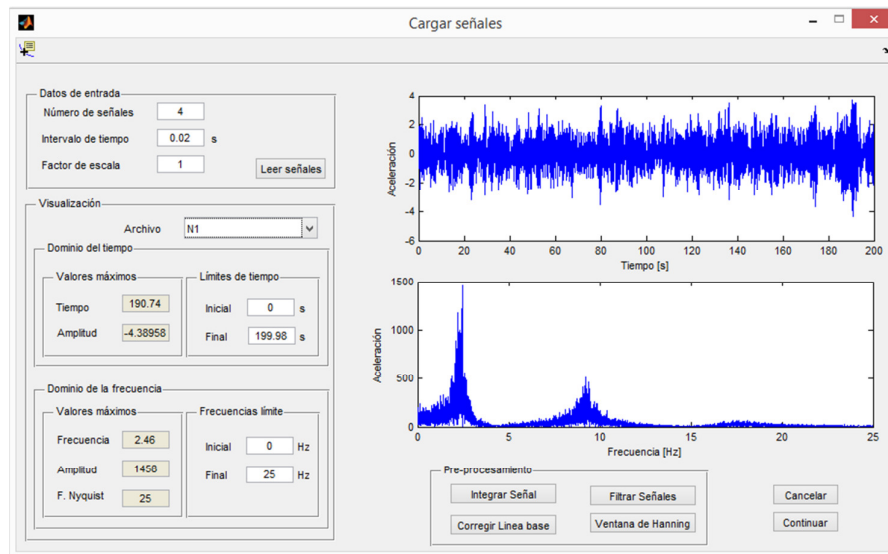 Cargar señales
Datos de entrada
Número de señales 4
Intervalo de tiempo 0.02 s
Factor de escala 1
Leer señales
Visualización
Archivo N1
Dominio del tiempo
Valores máximos
Tiempo 190.74
Amplitud -4.38958
Límites de tiempo
Inicial 0 s
Final 199.98 s
Dominio de la frecuencia
Valores máximos
Frecuencia 2.46
Amplitud 1458
F. Nyquist 25
Frecuencias límite
Inicial 0 Hz
Final 25 Hz
Aceleración
4
2
0
-2
-4
-6
0 20 40 60 80 100 120 140 160 180 200
Tiempo [s]
Aceleración
1500
1000
500
0
0 5 10 15 20 25
Frecuencia [Hz]
Pre-procesamiento
Integrar Señal
Filtrar Señales
Corregir Linea base
Ventana de Hanning
Cancelar
Continuar